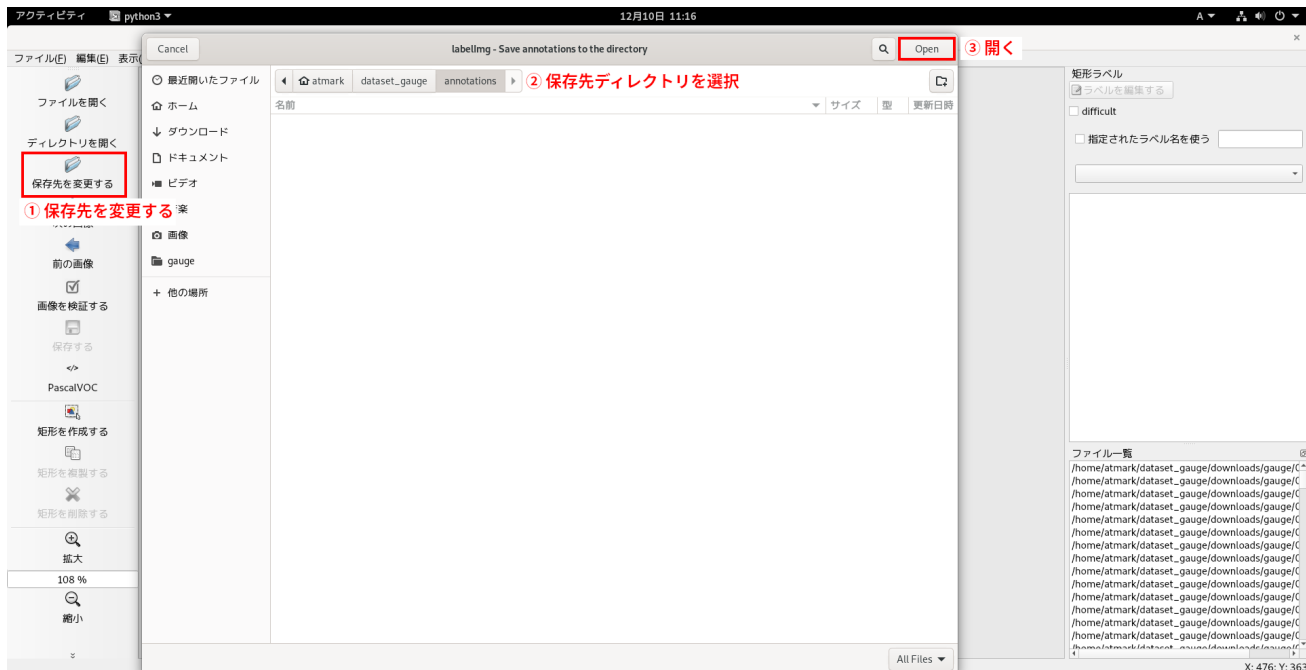 アクティビティ python3 12月10日 11:16 A
ファイル(F) 編集(E) 表示(
Cancel labelImg - Save annotations to the directory Open ③ 開く
最近開いたファイル
ホーム
ダウンロード
ドキュメント
ビデオ
楽
画像
gauge
+ 他の場所
atmark dataset_gauge annotations ② 保存先ディレクトリを選択
名前 サイズ 型 更新日時
All Files
ファイルを開く
ディレクトリを開く
保存先を変更する
① 保存先を変更する
前の画像
画像を検証する
保存する
</>
PascalVOC
矩形を作成する
矩形を複製する
矩形を削除する
拡大
108 %
縮小
矩形ラベル
ラベルを編集する
difficult
指定されたラベル名を使う
ファイル一覧
/home/atmark/dataset_gauge/downloads/gauge/0
/home/atmark/dataset_gauge/downloads/gauge/0
/home/atmark/dataset_gauge/downloads/gauge/0
/home/atmark/dataset_gauge/downloads/gauge/0
/home/atmark/dataset_gauge/downloads/gauge/0
/home/atmark/dataset_gauge/downloads/gauge/0
/home/atmark/dataset_gauge/downloads/gauge/0
/home/atmark/dataset_gauge/downloads/gauge/0
/home/atmark/dataset_gauge/downloads/gauge/0
/home/atmark/dataset_gauge/downloads/gauge/0
/home/atmark/dataset_gauge/downloads/gauge/0
/home/atmark/dataset_gauge/downloads/gauge/0
/home/atmark/dataset_gauge/downloads/gauge/0
/home/atmark/dataset_gauge/downloads/gauge/0
X: 476; Y: 363